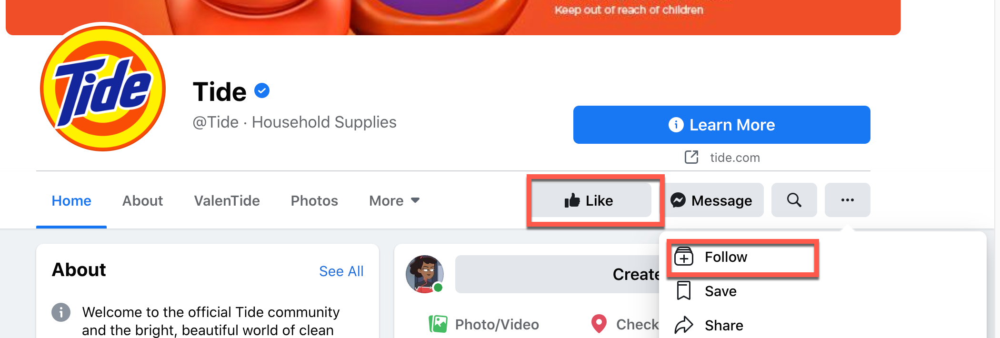 Keep out of reach of children
Tide
Tide
@Tide · Household Supplies
Learn More
tide.com
Home About ValenTide Photos More
Like Message
About See All
Welcome to the official Tide community
and the bright, beautiful world of clean
Create
Photo/Video Check
Follow
Save
Share